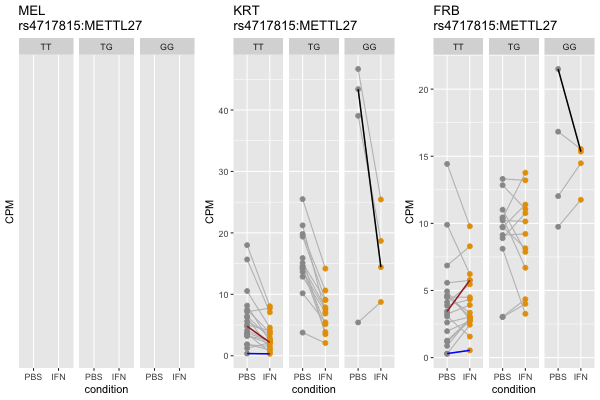 MEL
rs4717815:METTL27
TT TG GG
CPM
PBS IFN PBS IFN PBS IFN
condition
KRT
rs4717815:METTL27
TT TG GG
CPM
40
30
20
10
0
PBS IFN PBS IFN PBS IFN
condition
FRB
rs4717815:METTL27
TT TG GG
CPM
20
15
10
5
0
PBS IFN PBS IFN PBS IFN
condition